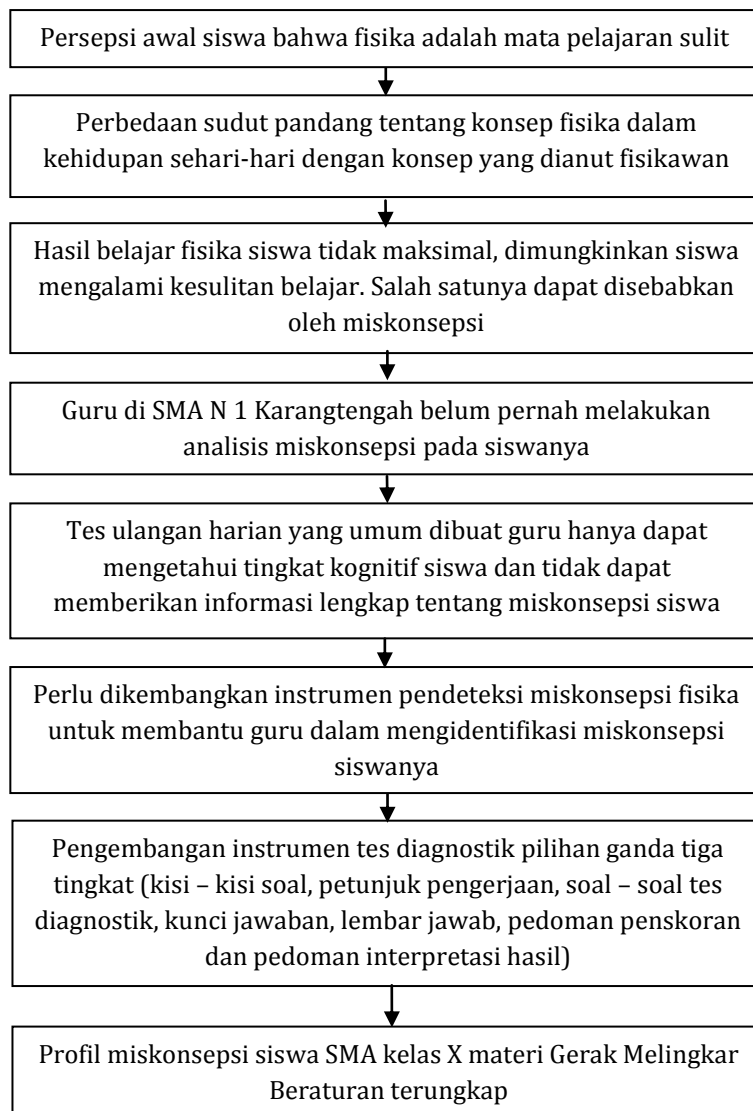 Persepsi awal siswa bahwa fisika adalah mata pelajaran sulit
Perbedaan sudut pandang tentang konsep fisika dalam
kehidupan sehari-hari dengan konsep yang dianut fisikawan
Hasil belajar fisika siswa tidak maksimal, dimungkinkan siswa
mengalami kesulitan belajar. Salah satunya dapat disebabkan
oleh miskonsepsi
Guru di SMA N 1 Karangtengah belum pernah melakukan
analisis miskonsepsi pada siswanya
Tes ulangan harian yang umum dibuat guru hanya dapat
mengetahui tingkat kognitif siswa dan tidak dapat
memberikan informasi lengkap tentang miskonsepsi siswa
Perlu dikembangkan instrumen pendeteksi miskonsepsi fisika
untuk membantu guru dalam mengidentifikasi miskonsepsi
siswanya
Pengembangan instrumen tes diagnostik pilihan ganda tiga
tingkat (kisi – kisi soal, petunjuk pengerjaan, soal – soal tes
diagnostik, kunci jawaban, lembar jawab, pedoman penskoran
dan pedoman interpretasi hasil)
Profil miskonsepsi siswa SMA kelas X materi Gerak Melingkar
Beraturan terungkap